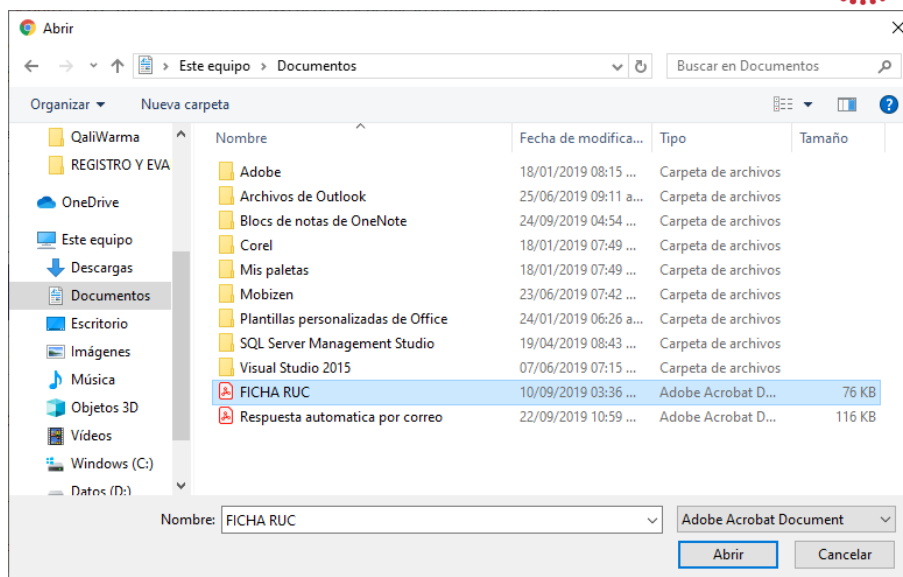 Abrir
Este equipo > Documentos
Buscar en Documentos
Organizar
Nueva carpeta
QaliWarma
REGISTRO Y EVA
OneDrive
Este equipo
Descargas
Documentos
Escritorio
Imágenes
Música
Objetos 3D
Vídeos
Windows (C:)
Datos (D:)
Nombre Fecha de modifica... Tipo Tamaño
Adobe 18/01/2019 08:15 ... Carpeta de archivos
Archivos de Outlook 25/06/2019 09:11 a... Carpeta de archivos
Blocs de notas de OneNote 24/09/2019 04:54 ... Carpeta de archivos
Corel 18/01/2019 07:49 ... Carpeta de archivos
Mis paletas 18/01/2019 07:49 ... Carpeta de archivos
Mobizen 23/06/2019 07:42 ... Carpeta de archivos
Plantillas personalizadas de Office 24/01/2019 06:26 a... Carpeta de archivos
SQL Server Management Studio 19/04/2019 08:43 ... Carpeta de archivos
Visual Studio 2015 07/06/2019 07:15 ... Carpeta de archivos
FICHA RUC 10/09/2019 03:36 ... Adobe Acrobat D... 76 KB
Respuesta automatica por correo 22/09/2019 10:59 ... Adobe Acrobat D... 116 KB
Nombre: FICHA RUC
Adobe Acrobat Document
Abrir
Cancelar